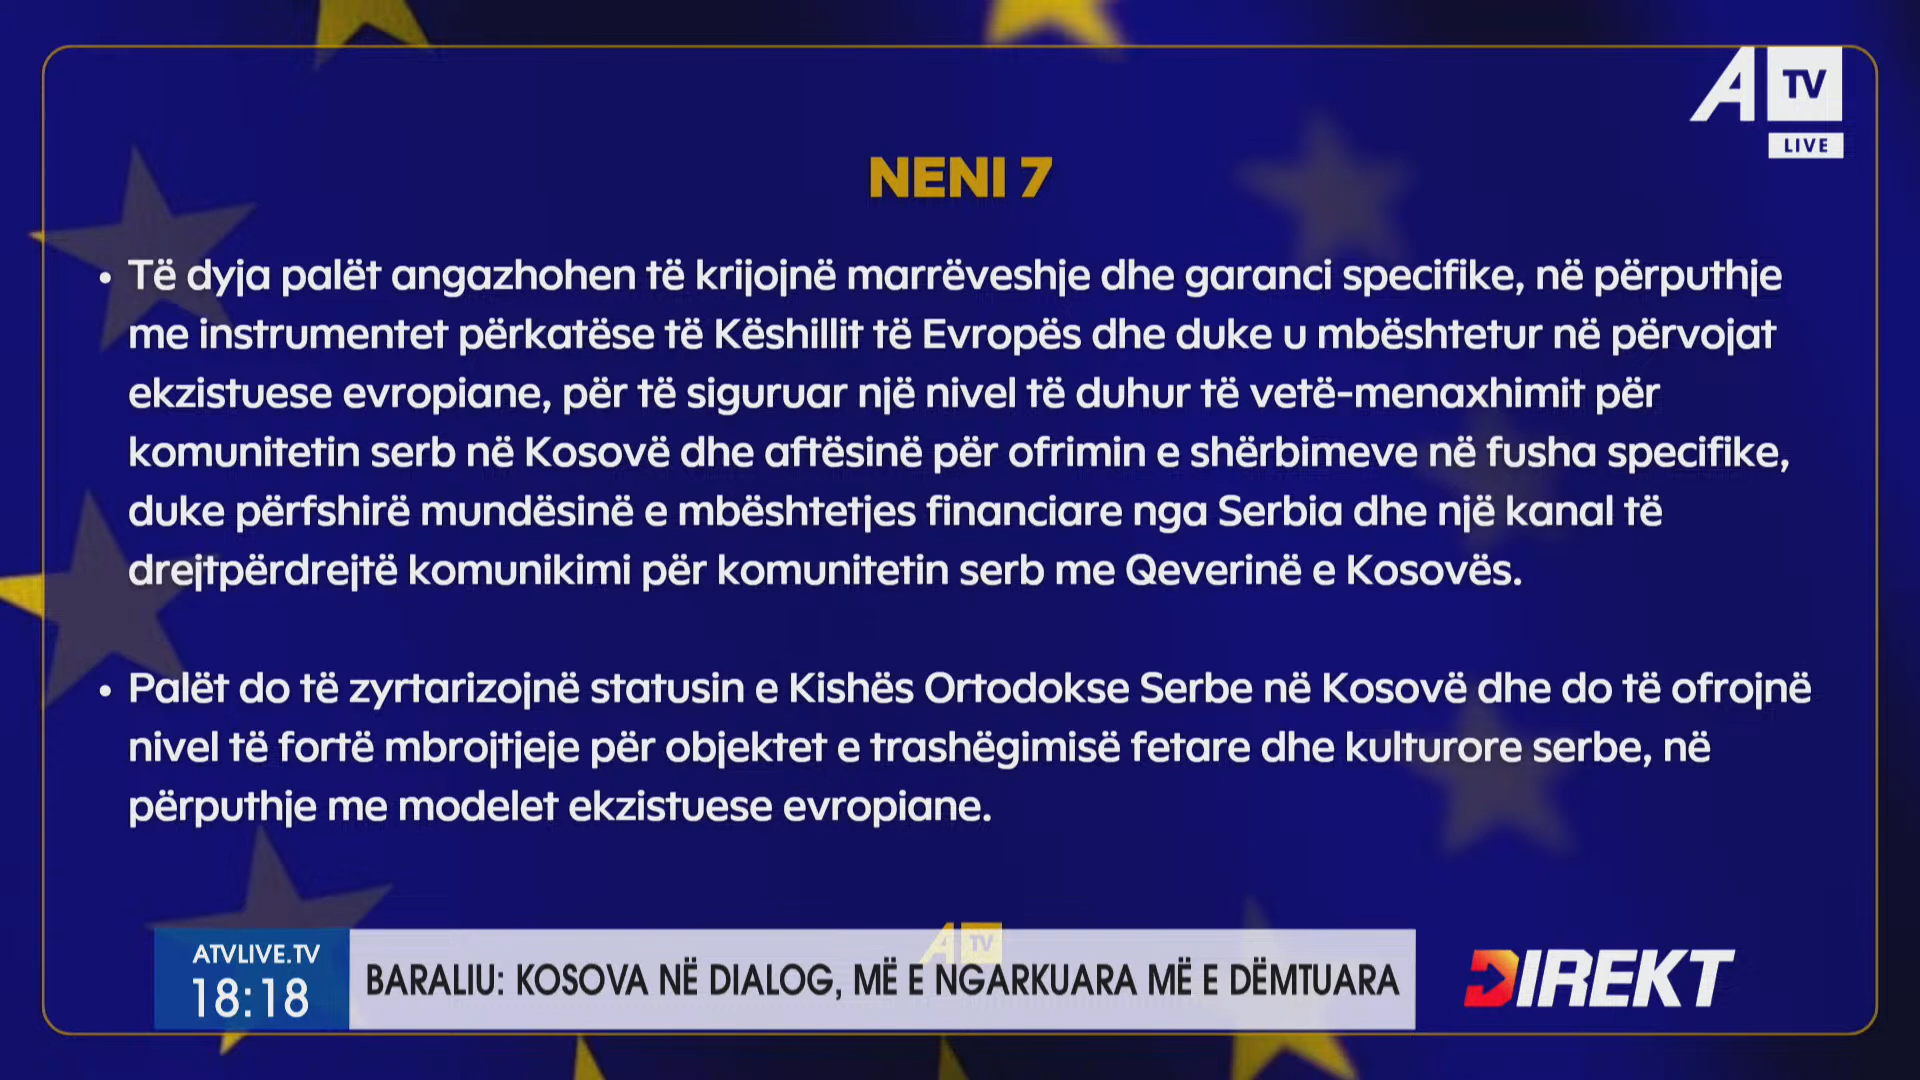 A TV
LIVE
NENI 7
• Të dyja palët angazhohen të krijojnë marrëveshje dhe garanci specifike, në përputhje
me instrumentet përkatëse të Këshillit të Evropës dhe duke u mbështetur në përvojat
ekzistuese evropiane, për të siguruar një nivel të duhur të vetë-menaxhimit për
komunitetin serb në Kosovë dhe aftësinë për ofrimin e shërbimeve në fusha specifike,
duke përfshirë mundësinë e mbështetjes financiare nga Serbia dhe një kanal të
drejtpërdrejtë komunikimi për komunitetin serb me Qeverinë e Kosovës.
• Palët do të zyrtarizojnë statusin e Kishës Ortodokse Serbe në Kosovë dhe do të ofrojnë
nivel të fortë mbrojtjeje për objektet e trashëgimisë fetare dhe kulturore serbe, në
përputhje me modelet ekzistuese evropiane.
A TV
ATVLIVE.TV
18:18
BARALIU: KOSOVA NË DIALOG, MË E NGARKUARA MË E DËMTUARA
DIREKT